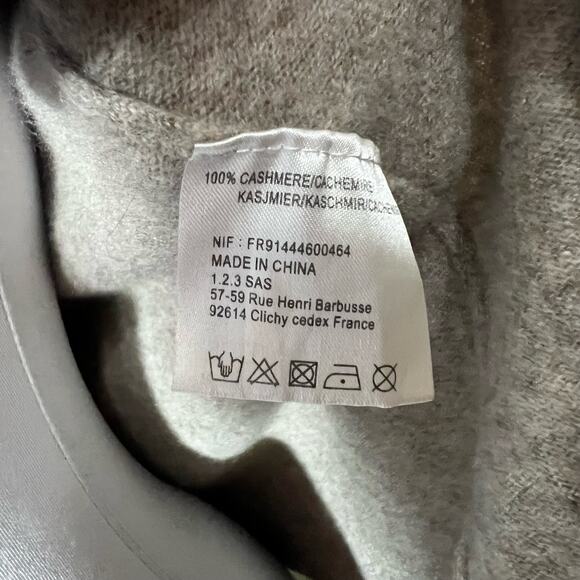 100% CASHMERE/CACHEMIRE
KASJMIER/KASCHMIR/CACHEMIRE
NIF : FR91444600464
MADE IN CHINA
1.2.3 SAS
57-59 Rue Henri Barbusse
92614 Clichy cedex France